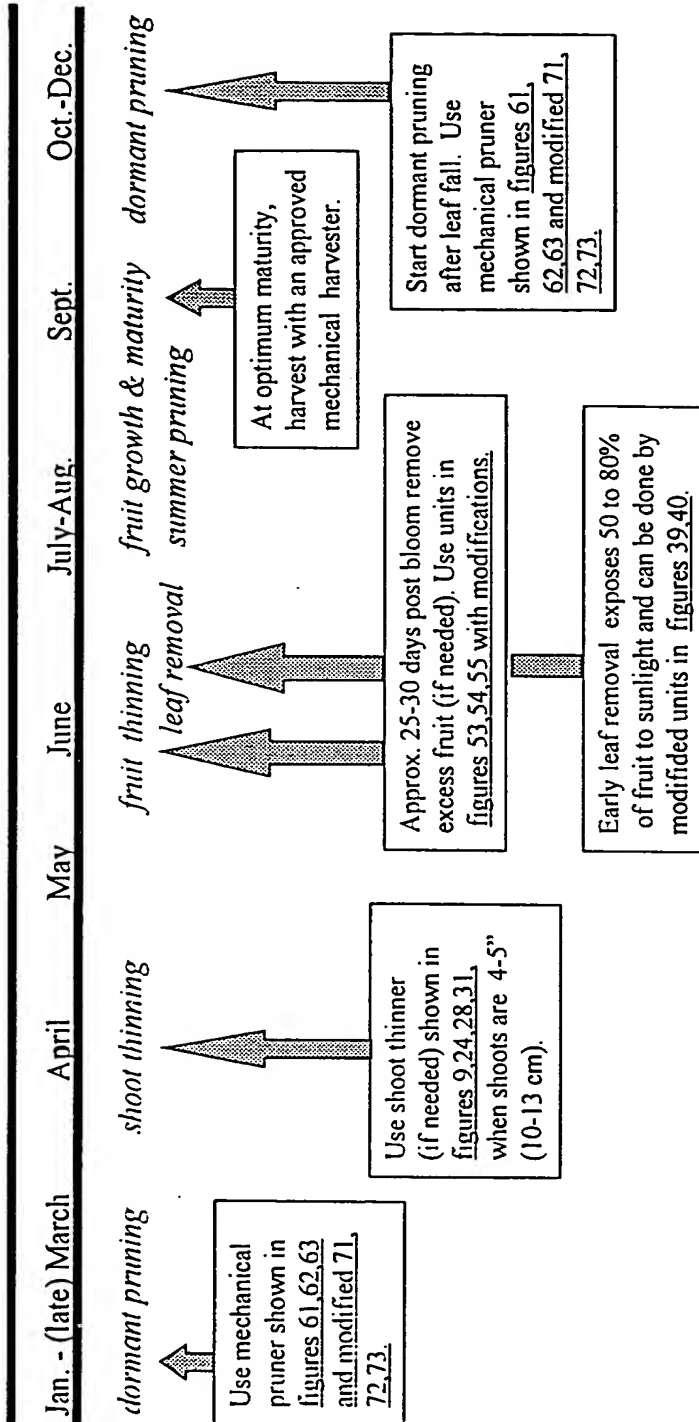 Jan. - (late) March April May June July-Aug. Sept. Oct.-Dec.
dormant pruning shoot thinning fruit thinning fruit growth & maturity dormant pruning
leaf removal summer pruning
Use mechanical
pruner shown in
figures 61,62,63
and modified 71,
72,73.
Use shoot thinner
(if needed) shown in
figures 9,24,28,31,
when shoots are 4-5"
(10-13 cm).
Approx. 25-30 days post bloom remove
excess fruit (if needed). Use units in
figures 53,54,55 with modifications.
Early leaf removal exposes 50 to 80%
of fruit to sunlight and can be done by
modifided units in figures 39,40.
At optimum maturity,
harvest with an approved
mechanical harvester.
Start dormant pruning
after leaf fall. Use
mechanical pruner
shown in figures 61,
62,63 and modified 71,
72,73.